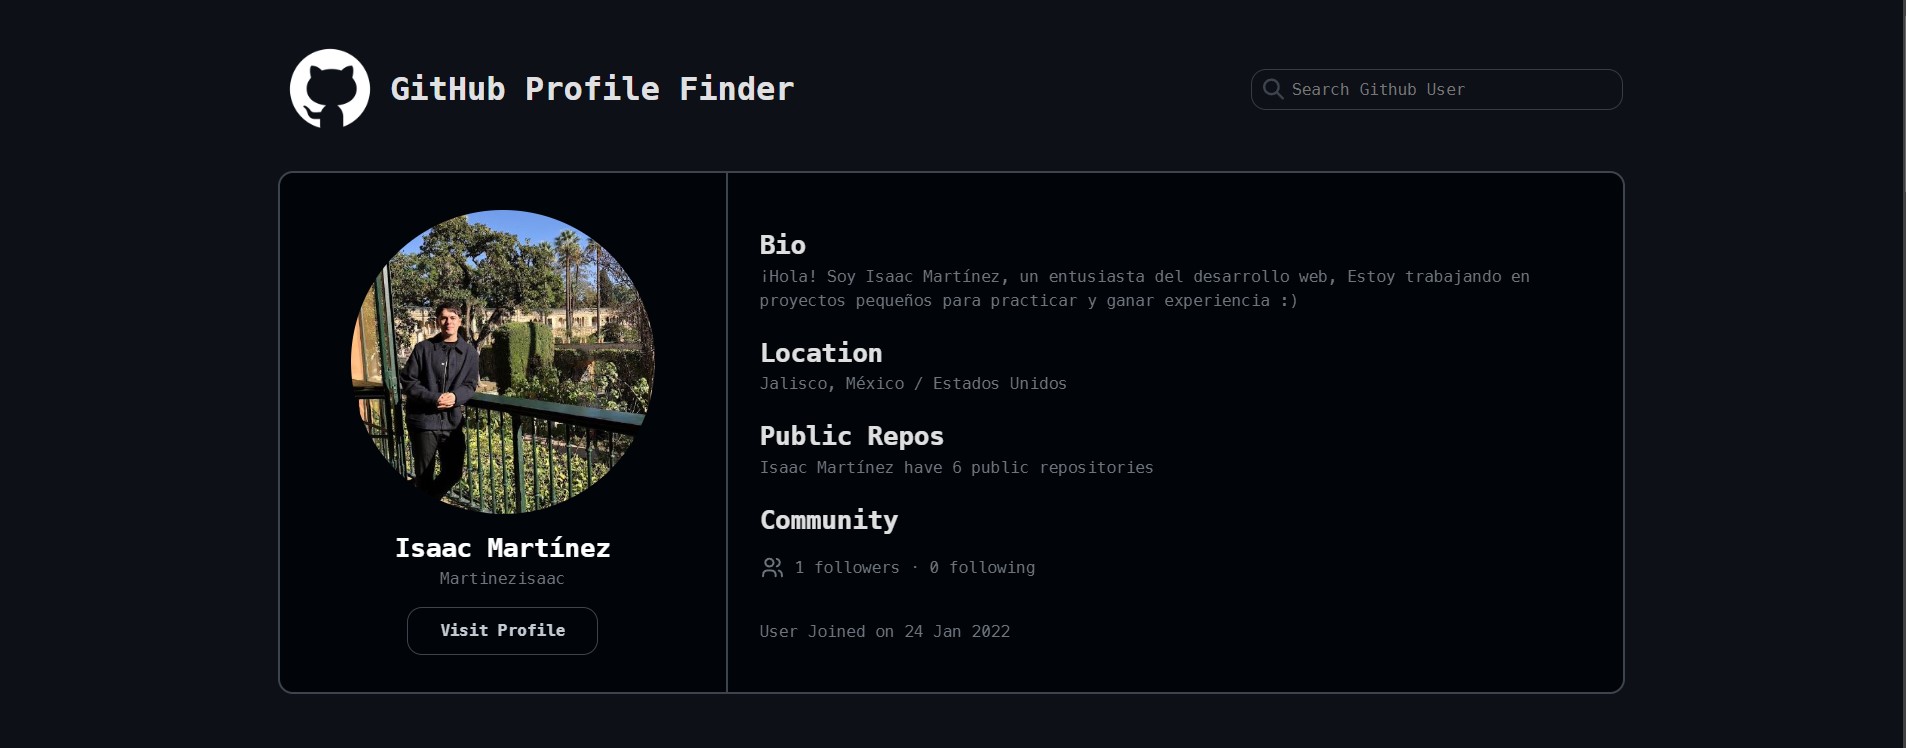 GitHub Profile Finder
Search Github User
Isaac Martínez
Martinezisaac
Visit Profile
Bio
¡Hola! Soy Isaac Martínez, un entusiasta del desarrollo web, Estoy trabajando en
proyectos pequeños para practicar y ganar experiencia :)
Location
Jalisco, México / Estados Unidos
Public Repos
Isaac Martínez have 6 public repositories
Community
1 followers · 0 following
User Joined on 24 Jan 2022